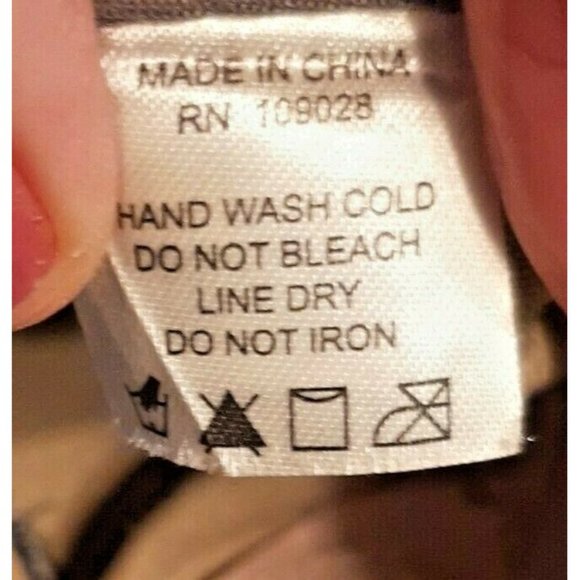 MADE IN CHINA
RN 109028
HAND WASH COLD
DO NOT BLEACH
LINE DRY
DO NOT IRON